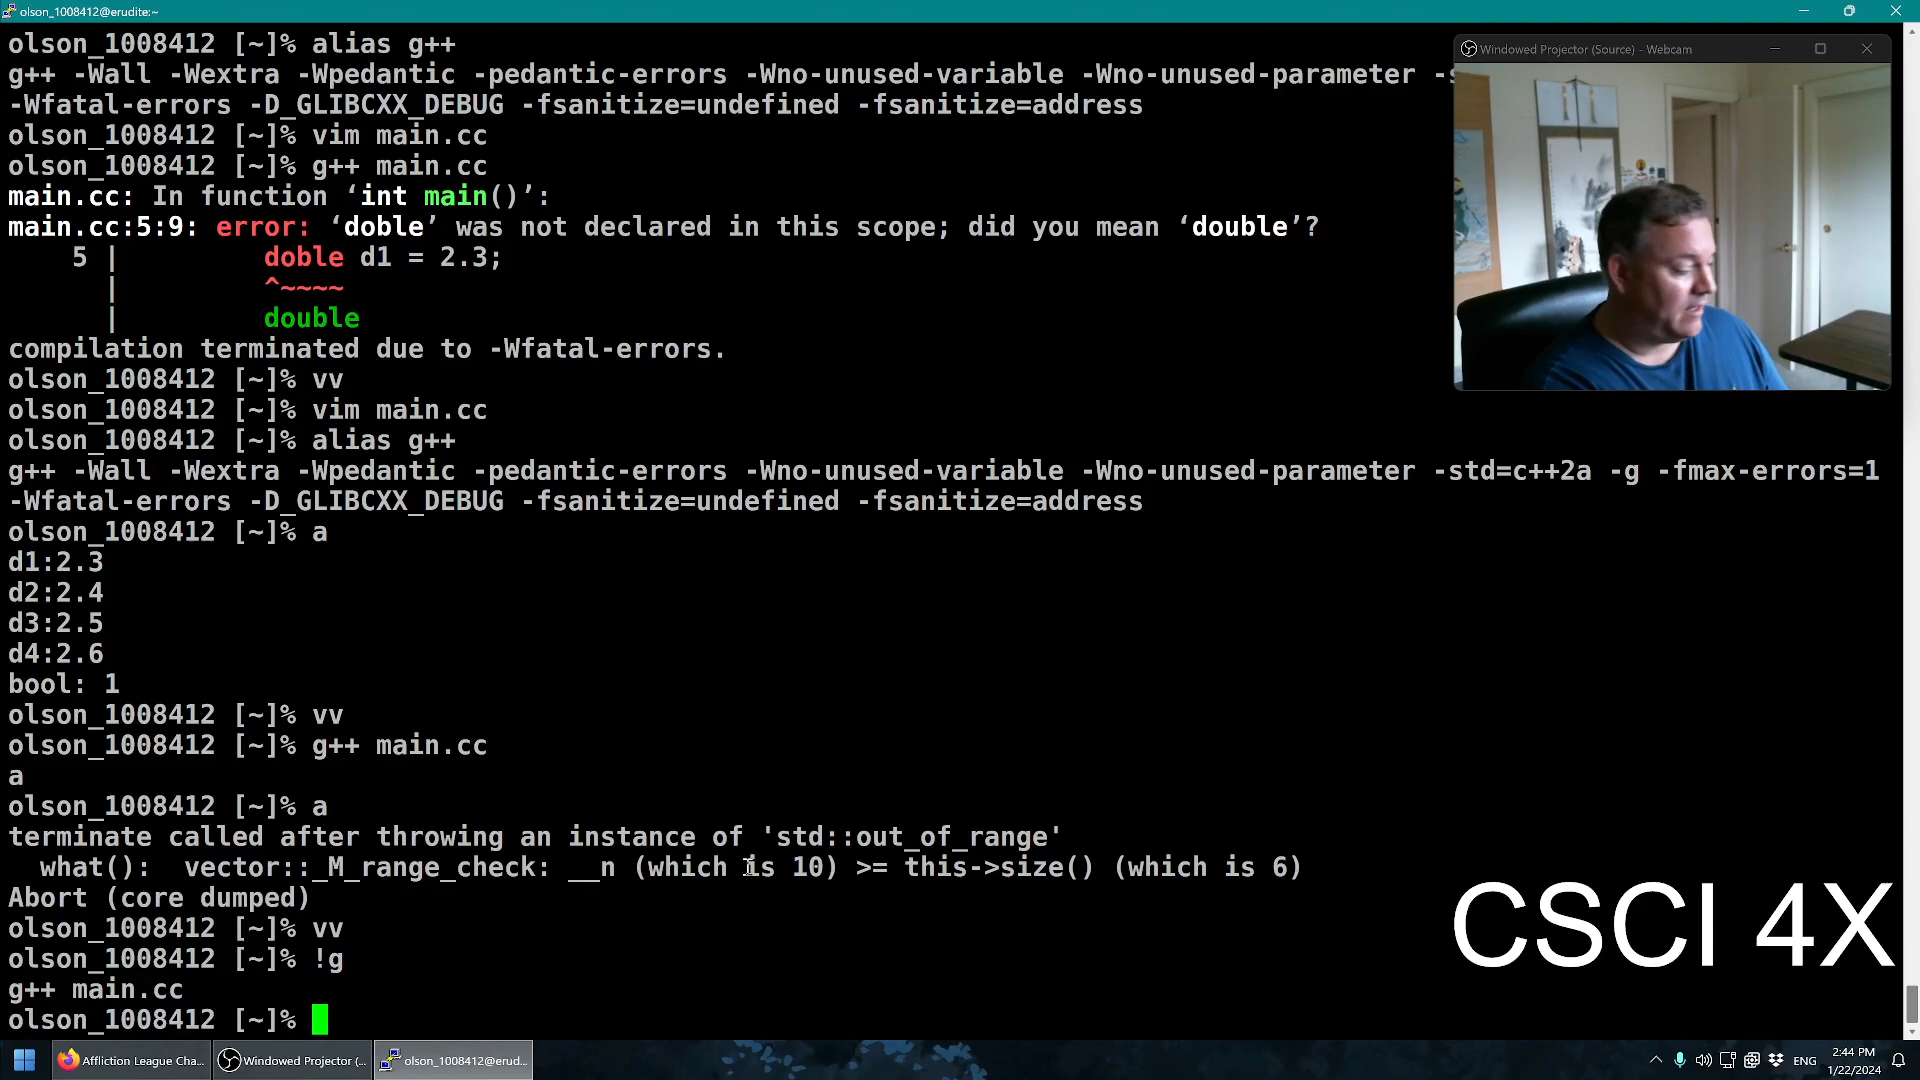 olson_1008412@erudite:~
olson_1008412 [~]% alias g++
g++ -Wall -Wextra -Wpedantic -pedantic-errors -Wno-unused-variable -Wno-unused-parameter -s
-Wfatal-errors -D_GLIBCXX_DEBUG -fsanitize=undefined -fsanitize=address
olson_1008412 [~]% vim main.cc
olson_1008412 [~]% g++ main.cc
main.cc: In function ‘int main()’:
main.cc:5:9: error: ‘doble’ was not declared in this scope; did you mean ‘double’?
5 | doble d1 = 2.3;
| ^~~~~
| double
compilation terminated due to -Wfatal-errors.
olson_1008412 [~]% vv
olson_1008412 [~]% vim main.cc
olson_1008412 [~]% alias g++
g++ -Wall -Wextra -Wpedantic -pedantic-errors -Wno-unused-variable -Wno-unused-parameter -std=c++2a -g -fmax-errors=1
-Wfatal-errors -D_GLIBCXX_DEBUG -fsanitize=undefined -fsanitize=address
olson_1008412 [~]% a
d1:2.3
d2:2.4
d3:2.5
d4:2.6
bool: 1
olson_1008412 [~]% vv
olson_1008412 [~]% g++ main.cc
a
olson_1008412 [~]% a
terminate called after throwing an instance of 'std::out_of_range'
what(): vector::_M_range_check: __n (which is 10) >= this->size() (which is 6)
Abort (core dumped)
olson_1008412 [~]% vv
olson_1008412 [~]% !g
g++ main.cc
olson_1008412 [~]%
Windowed Projector (Source) - Webcam
CSCI 4X
Affliction League Cha...
Windowed Projector (...
olson_1008412@erud...
ENG
2:44 PM
1/22/2024